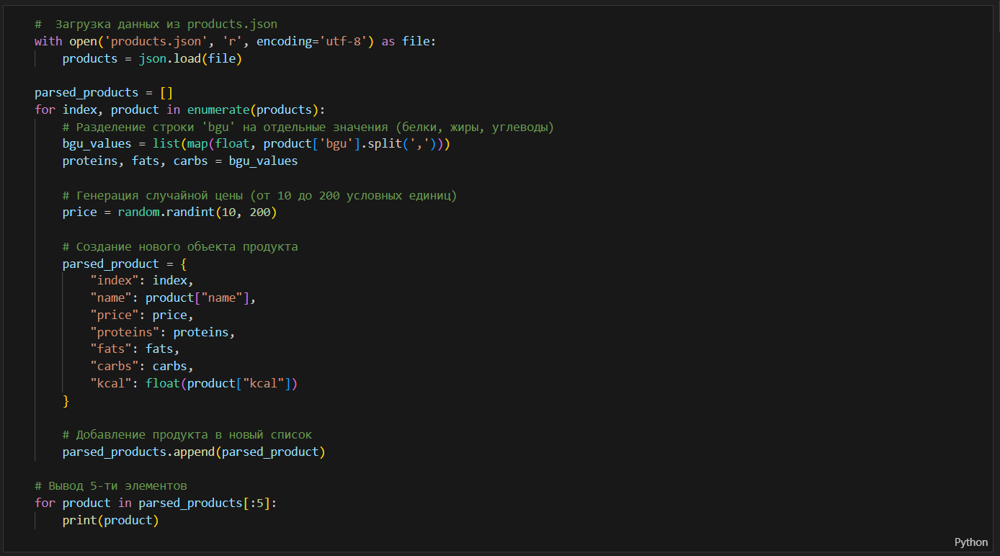 #  Загрузка данных из products.json
with open('products.json', 'r', encoding='utf-8') as file:
    products = json.load(file)

parsed_products = []
for index, product in enumerate(products):
    # Разделение строки 'bgu' на отдельные значения (белки, жиры, углеводы)
    bgu_values = list(map(float, product['bgu'].split(',')))
    proteins, fats, carbs = bgu_values

    # Генерация случайной цены (от 10 до 200 условных единиц)
    price = random.randint(10, 200)

    # Создание нового объекта продукта
    parsed_product = {
        "index": index,
        "name": product["name"],
        "price": price,
        "proteins": proteins,
        "fats": fats,
        "carbs": carbs,
        "kcal": float(product["kcal"])
    }

    # Добавление продукта в новый список
    parsed_products.append(parsed_product)

# Вывод 5-ти элементов
for product in parsed_products[:5]:
    print(product)
Python